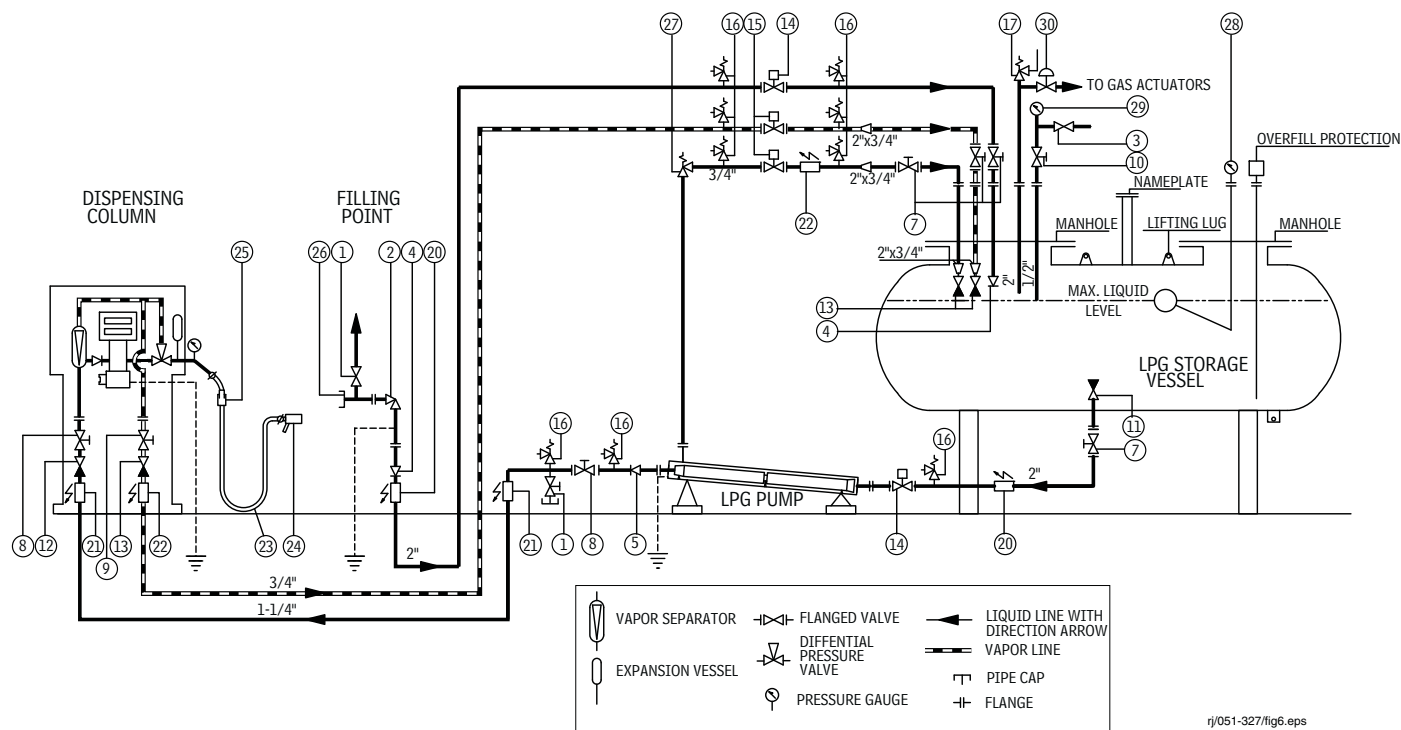 27
16
15
14
16
17
30
28
TO GAS ACTUATORS
29
3
10
OVERFILL PROTECTION
2"x3/4"
3/4"
2"x3/4"
22
7
NAMEPLATE
MANHOLE
LIFTING LUG
MANHOLE
DISPENSING
COLUMN
FILLING
POINT
25
26
1
2
4
20
2"x3/4"
2"
1/2"
13
4
MAX. LIQUID
LEVEL
LPG STORAGE
VESSEL
11
7
16
16
16
2"
LPG PUMP
8
12
21
13
22
9
23
24
2"
21
1
8
5
14
20
3/4"
1-1/4"
VAPOR SEPARATOR
EXPANSION VESSEL
FLANGED VALVE
DIFFENTIAL
PRESSURE
VALVE
PRESSURE GAUGE
LIQUID LINE WITH
DIRECTION ARROW
VAPOR LINE
PIPE CAP
FLANGE
rj/051-327/fig6.eps